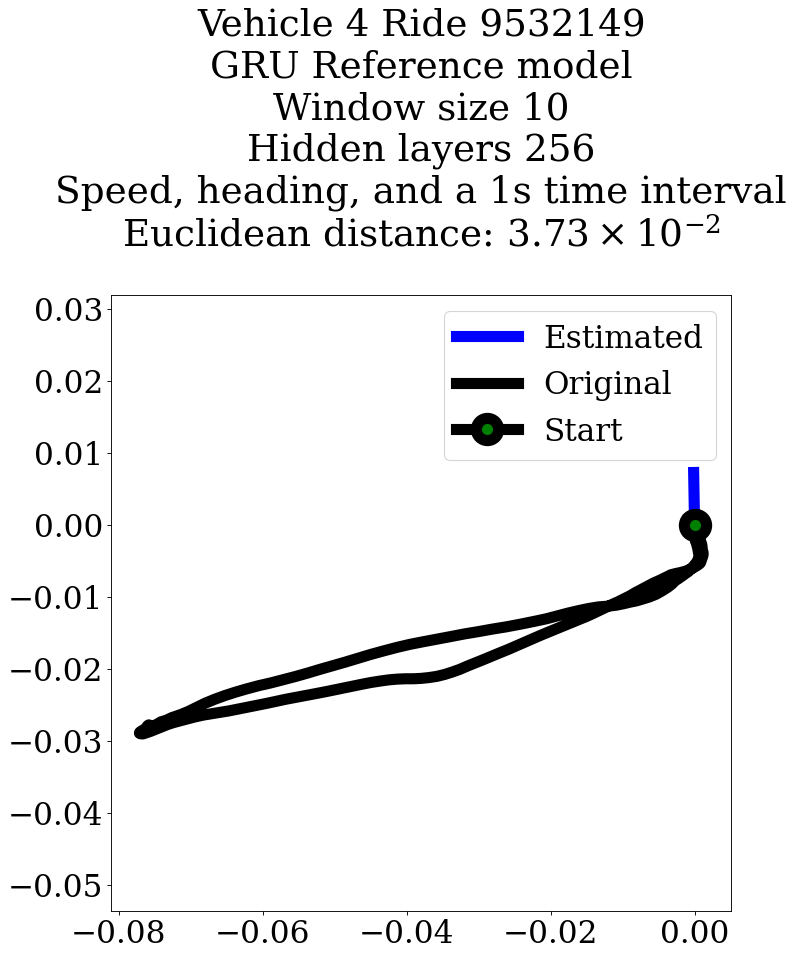 Vehicle 4 Ride 9532149
GRU Reference model
Window size 10
Hidden layers 256
Speed, heading, and a 1s time interval
Euclidean distance: 3.73 × 10⁻²
Estimated
Original
Start
0.03
0.02
0.01
0.00
−0.01
−0.02
−0.03
−0.04
−0.05
−0.08 −0.06 −0.04 −0.02 0.00